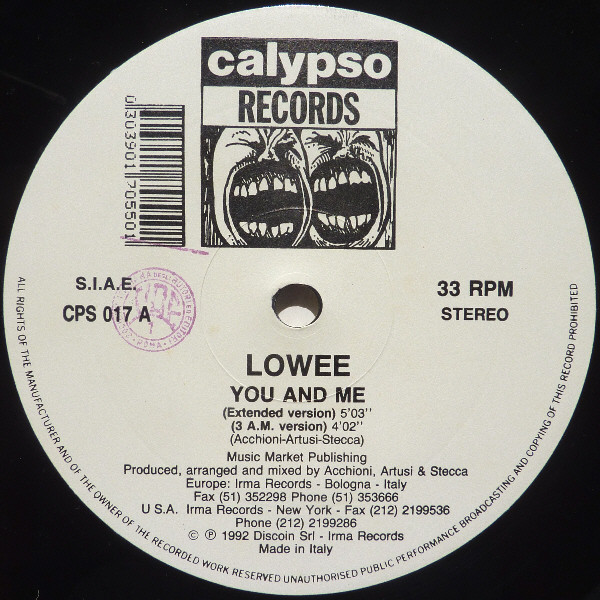 calypso
RECORDS
0303901 705501
S.I.A.E.
CPS 017 A
33 RPM
STEREO
LOWEE
YOU AND ME
(Extended version) 5'03''
(3 A.M. version) 4'02''
(Acchioni-Artusi-Stecca)
Music Market Publishing
Produced, arranged and mixed by Acchioni, Artusi & Stecca
Europe: Irma Records - Bologna - Italy
Fax (51) 352298 Phone (51) 353666
U S.A. Irma Records - New York - Fax (212) 2199536
Phone (212) 2199286
© ℗ 1992 Discoin Srl - Irma Records
Made in Italy
ALL RIGHTS OF THE MANUFACTURER AND OF THE OWNER OF THE RECORDED WORK RESERVED UNAUTHORISED PUBLIC PERFORMANCE BROADCASTING AND COPYING OF THIS RECORD PROHIBITED